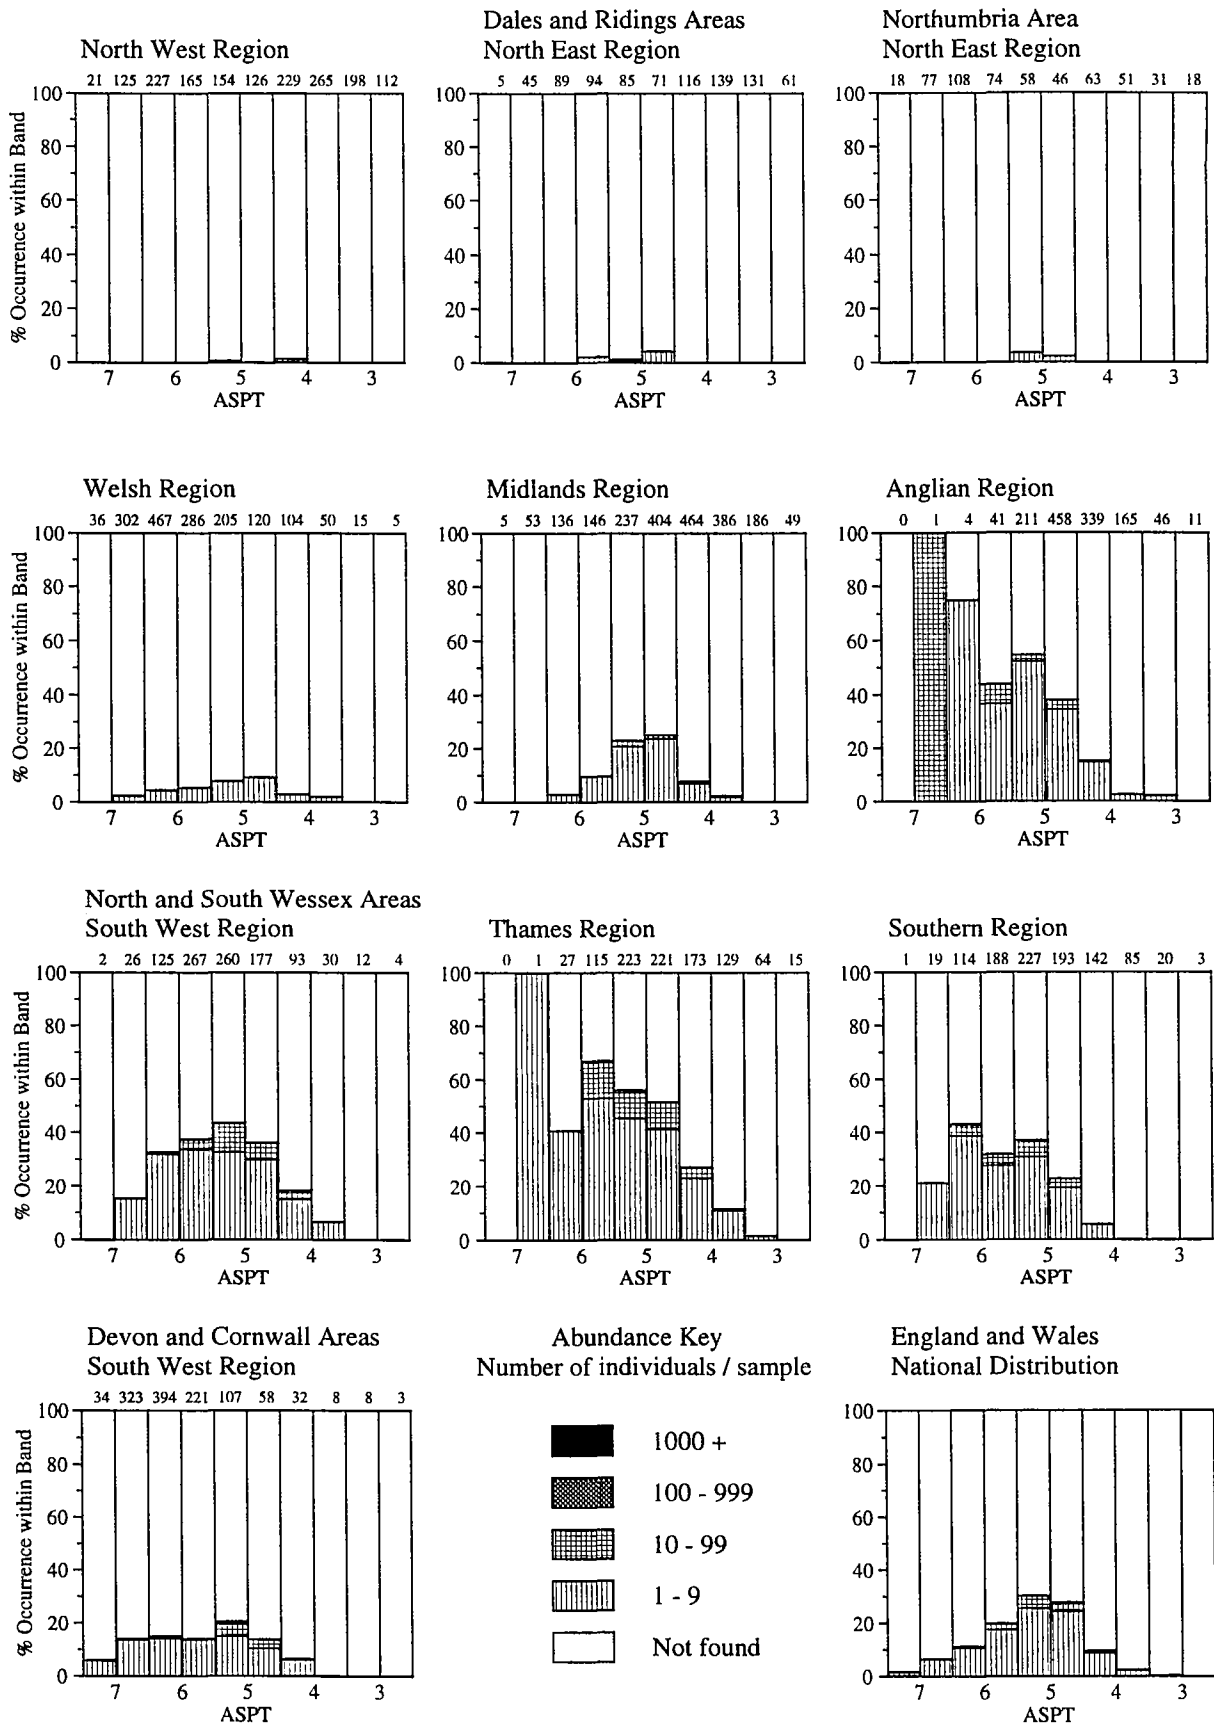 North West Region
21 125 227 165 154 126 229 265 198 112
% Occurrence within Band
100
80
60
40
20
0
7 6 5 4 3
ASPT
Dales and Ridings Areas
North East Region
5 45 89 94 85 71 116 139 131 61
100
80
60
40
20
0
7 6 5 4 3
ASPT
Northumbria Area
North East Region
18 77 108 74 58 46 63 51 31 18
100
80
60
40
20
0
7 6 5 4 3
ASPT
Welsh Region
36 302 467 286 205 120 104 50 15 5
% Occurrence within Band
100
80
60
40
20
0
7 6 5 4 3
ASPT
Midlands Region
5 53 136 146 237 404 464 386 186 49
100
80
60
40
20
0
7 6 5 4 3
ASPT
Anglian Region
0 1 4 41 211 458 339 165 46 11
100
80
60
40
20
0
7 6 5 4 3
ASPT
North and South Wessex Areas
South West Region
2 26 125 267 260 177 93 30 12 4
% Occurrence within Band
100
80
60
40
20
0
7 6 5 4 3
ASPT
Thames Region
0 1 27 115 223 221 173 129 64 15
100
80
60
40
20
0
7 6 5 4 3
ASPT
Southern Region
1 19 114 188 227 193 142 85 20 3
100
80
60
40
20
0
7 6 5 4 3
ASPT
Devon and Cornwall Areas
South West Region
34 323 394 221 107 58 32 8 8 3
% Occurrence within Band
100
80
60
40
20
0
7 6 5 4 3
ASPT
Abundance Key
Number of individuals / sample
1000 +
100 - 999
10 - 99
1 - 9
Not found
England and Wales
National Distribution
100
80
60
40
20
0
7 6 5 4 3
ASPT